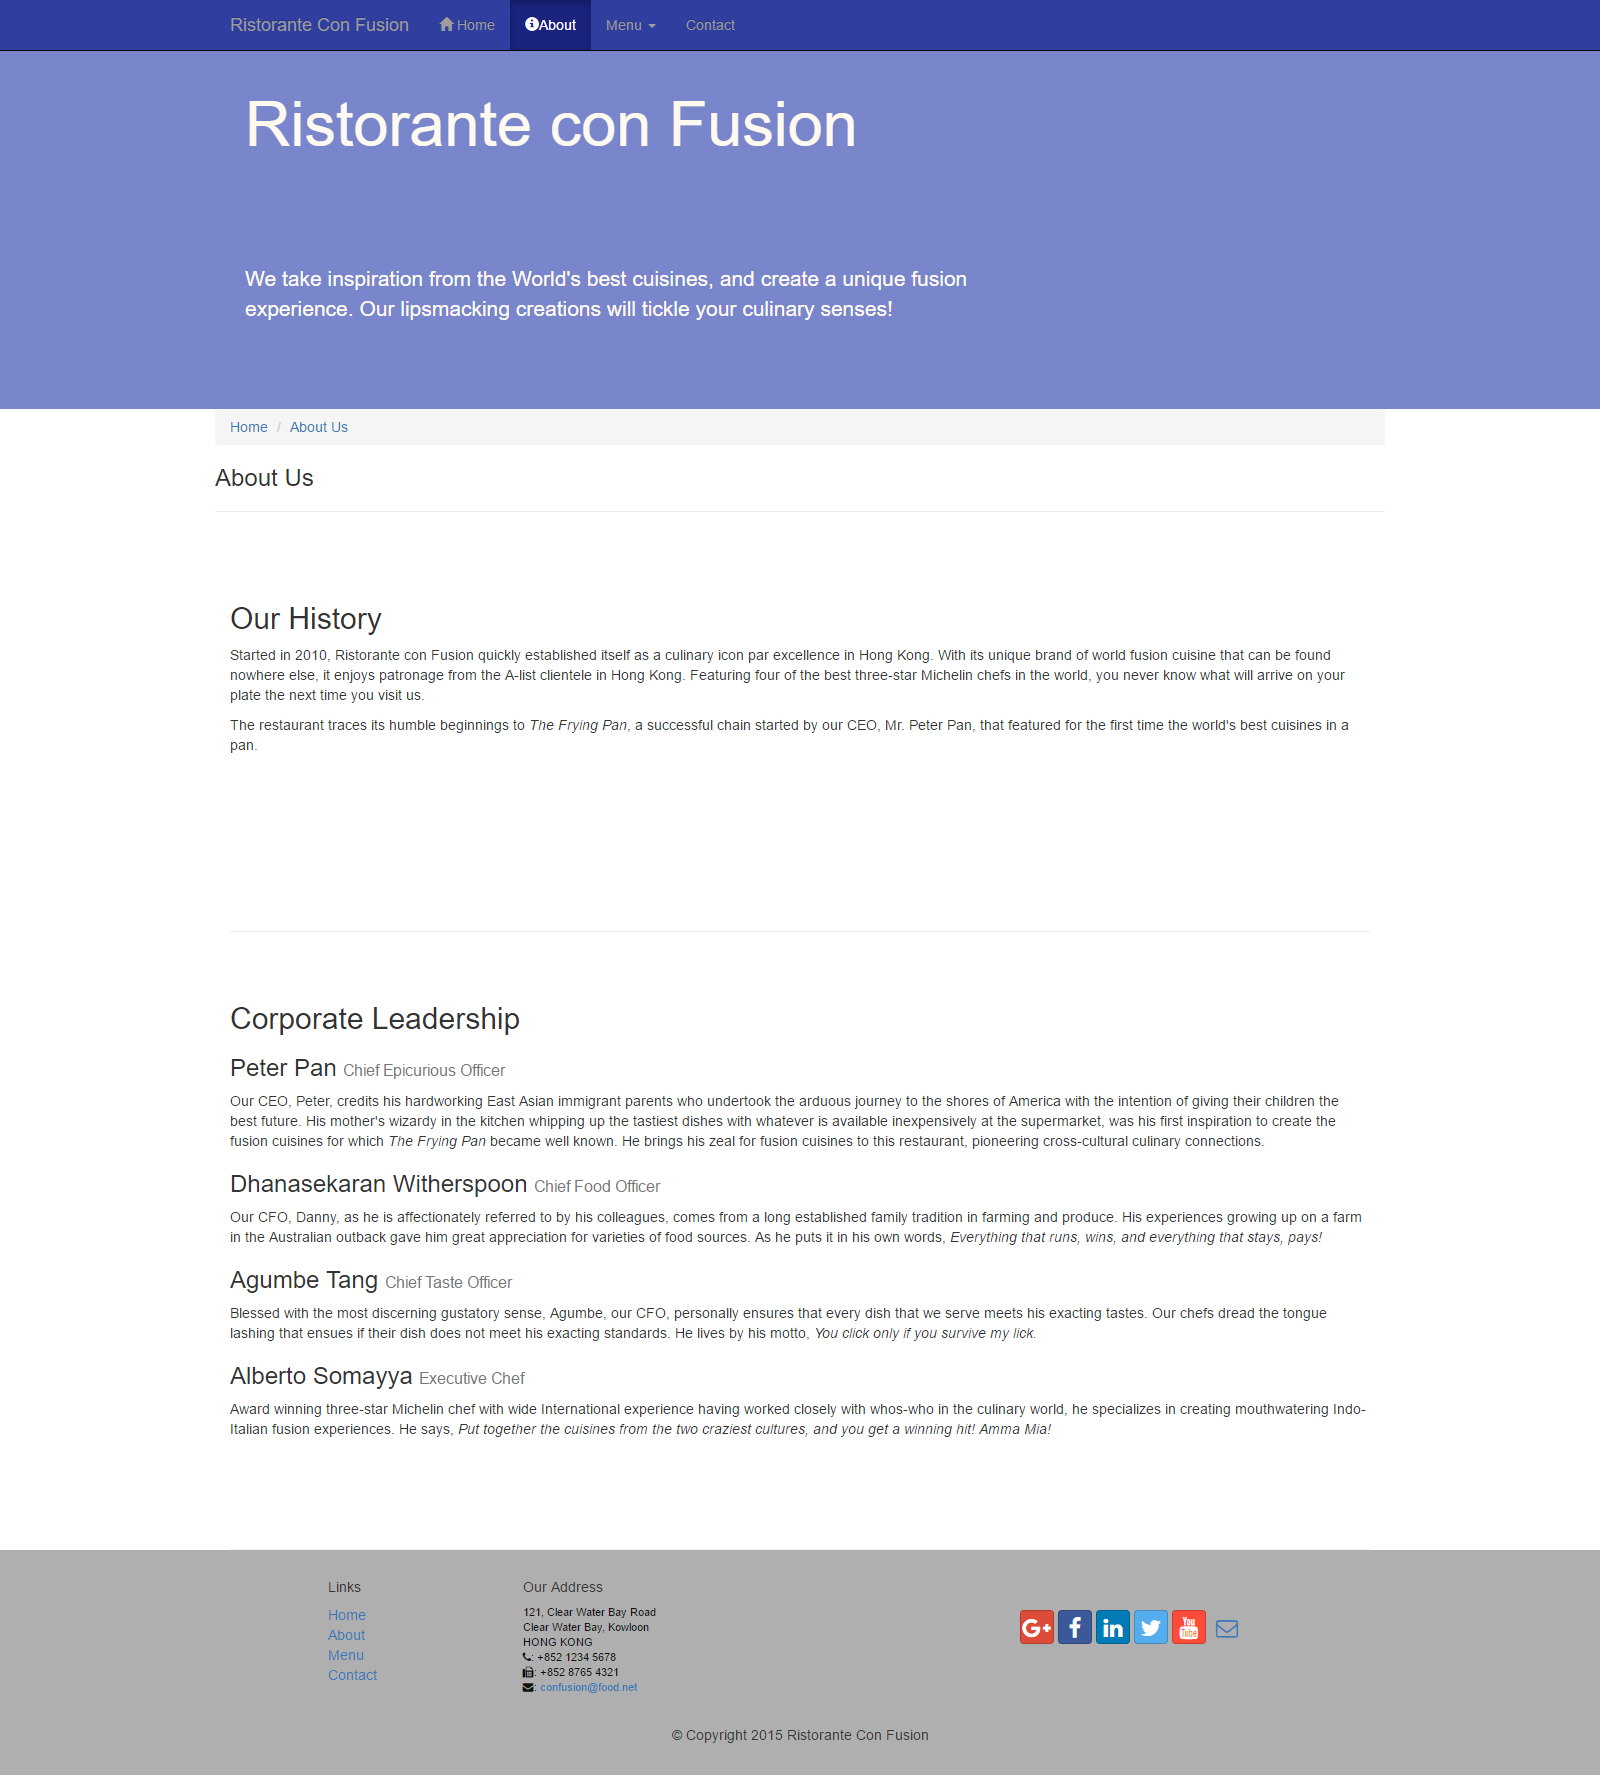 Ristorante Con Fusion Home About Menu Contact
Ristorante con Fusion
We take inspiration from the World's best cuisines, and create a unique fusion
experience. Our lipsmacking creations will tickle your culinary senses!
Home / About Us
About Us
Our History
Started in 2010, Ristorante con Fusion quickly established itself as a culinary icon par excellence in Hong Kong. With its unique brand of world fusion cuisine that can be found
nowhere else, it enjoys patronage from the A-list clientele in Hong Kong. Featuring four of the best three-star Michelin chefs in the world, you never know what will arrive on your
plate the next time you visit us.
The restaurant traces its humble beginnings to The Frying Pan, a successful chain started by our CEO, Mr. Peter Pan, that featured for the first time the world's best cuisines in a
pan.
Corporate Leadership
Peter Pan Chief Epicurious Officer
Our CEO, Peter, credits his hardworking East Asian immigrant parents who undertook the arduous journey to the shores of America with the intention of giving their children the
best future. His mother's wizardy in the kitchen whipping up the tastiest dishes with whatever is available inexpensively at the supermarket, was his first inspiration to create the
fusion cuisines for which The Frying Pan became well known. He brings his zeal for fusion cuisines to this restaurant, pioneering cross-cultural culinary connections.
Dhanasekaran Witherspoon Chief Food Officer
Our CFO, Danny, as he is affectionately referred to by his colleagues, comes from a long established family tradition in farming and produce. His experiences growing up on a farm
in the Australian outback gave him great appreciation for varieties of food sources. As he puts it in his own words, Everything that runs, wins, and everything that stays, pays!
Agumbe Tang Chief Taste Officer
Blessed with the most discerning gustatory sense, Agumbe, our CFO, personally ensures that every dish that we serve meets his exacting tastes. Our chefs dread the tongue
lashing that ensues if their dish does not meet his exacting standards. He lives by his motto, You click only if you survive my lick.
Alberto Somayya Executive Chef
Award winning three-star Michelin chef with wide International experience having worked closely with whos-who in the culinary world, he specializes in creating mouthwatering Indo-
Italian fusion experiences. He says, Put together the cuisines from the two craziest cultures, and you get a winning hit! Amma Mia!
Links
Home
About
Menu
Contact
Our Address
121, Clear Water Bay Road
Clear Water Bay, Kowloon
HONG KONG
: +852 1234 5678
: +852 8765 4321
: confusion@food.net
G+ f in You Tube
© Copyright 2015 Ristorante Con Fusion